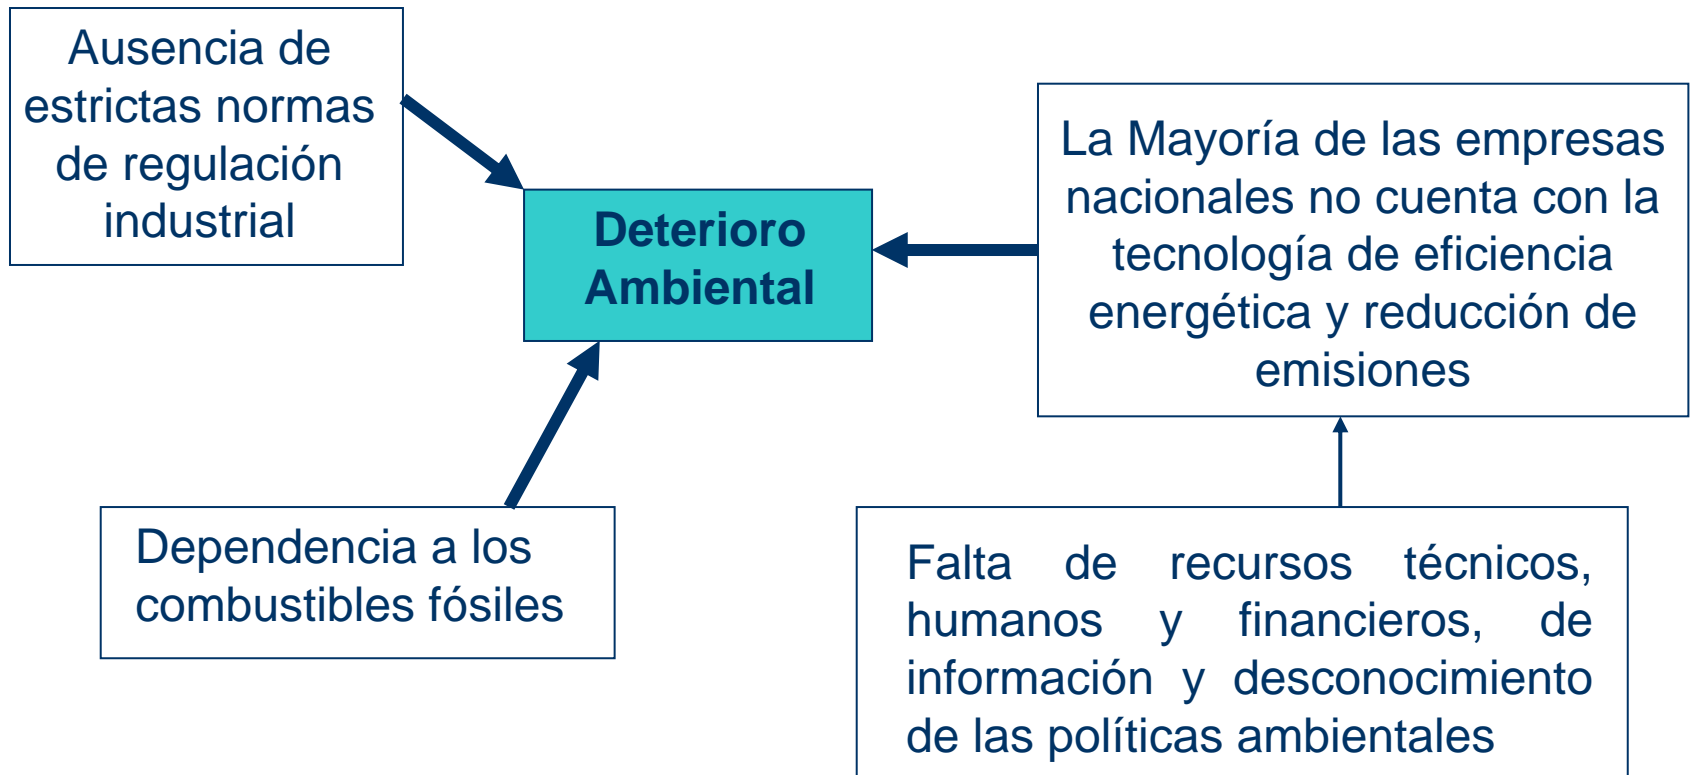 Ausencia de
estrictas normas
de regulación
industrial
La Mayoría de las empresas
nacionales no cuenta con la
tecnología de eficiencia
energética y reducción de
emisiones
Deterioro
Ambiental
Dependencia a los
combustibles fósiles
Falta de recursos técnicos,
humanos y financieros, de
información y desconocimiento
de las políticas ambientales